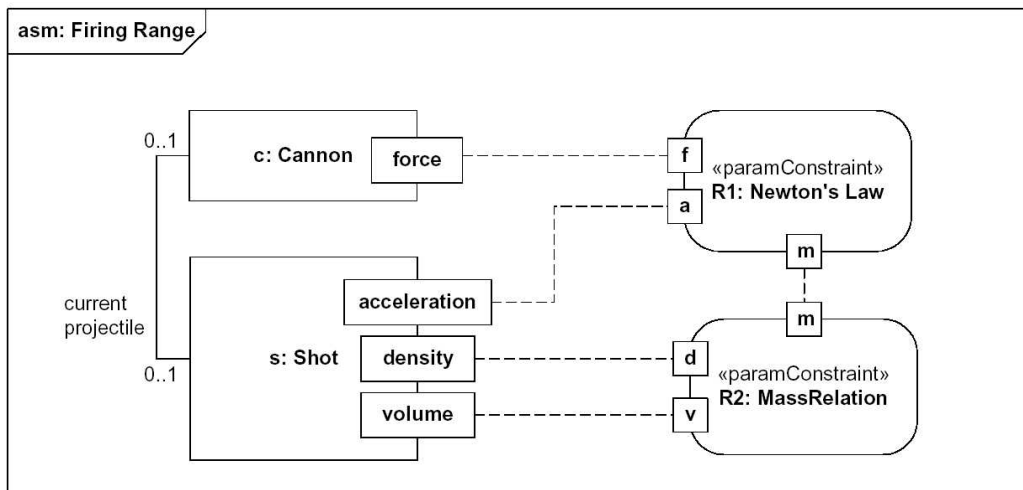 asm: Firing Range
0..1
c: Cannon
force
f
«paramConstraint»
R1: Newton's Law
a
m
current
projectile
acceleration
m
s: Shot
density
d
«paramConstraint»
R2: MassRelation
0..1
volume
v